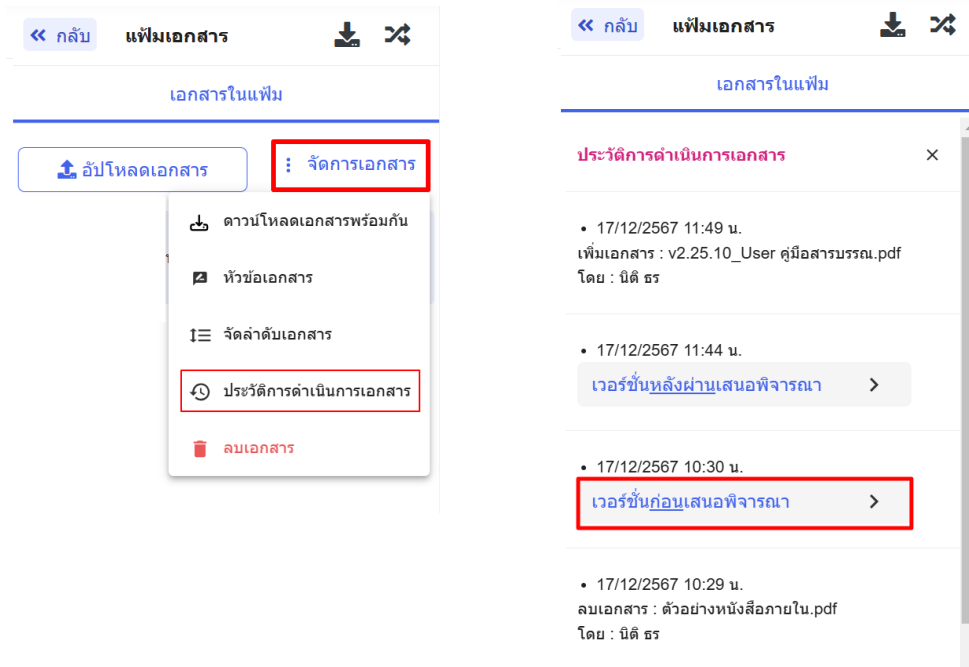 กลับ แฟ้มเอกสาร
เอกสารในแฟ้ม
อัปโหลดเอกสาร จัดการเอกสาร
ดาวน์โหลดเอกสารพร้อมกัน
หัวข้อเอกสาร
จัดลำดับเอกสาร
ประวัติการดำเนินการเอกสาร
ลบเอกสาร
กลับ แฟ้มเอกสาร
เอกสารในแฟ้ม
ประวัติการดำเนินการเอกสาร
• 17/12/2567 11:49 น.
เพิ่มเอกสาร : v2.25.10_User คู่มือสารบรรณ.pdf
โดย : นิติ ธร
• 17/12/2567 11:44 น.
เวอร์ชั่นหลังผ่านเสนอพิจารณา
• 17/12/2567 10:30 น.
เวอร์ชั่นก่อนเสนอพิจารณา
• 17/12/2567 10:29 น.
ลบเอกสาร : ตัวอย่างหนังสือภายใน.pdf
โดย : นิติ ธร